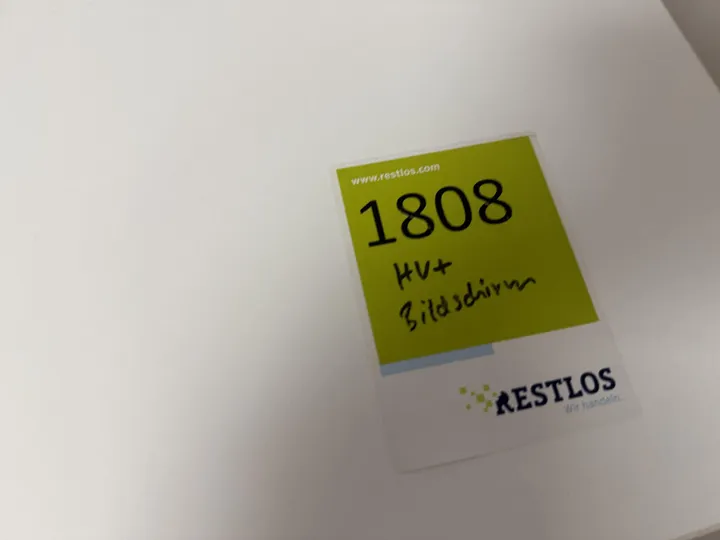 www.restlos.com
1808
HV+
Bildschirm
RESTLOS
Wir handeln.